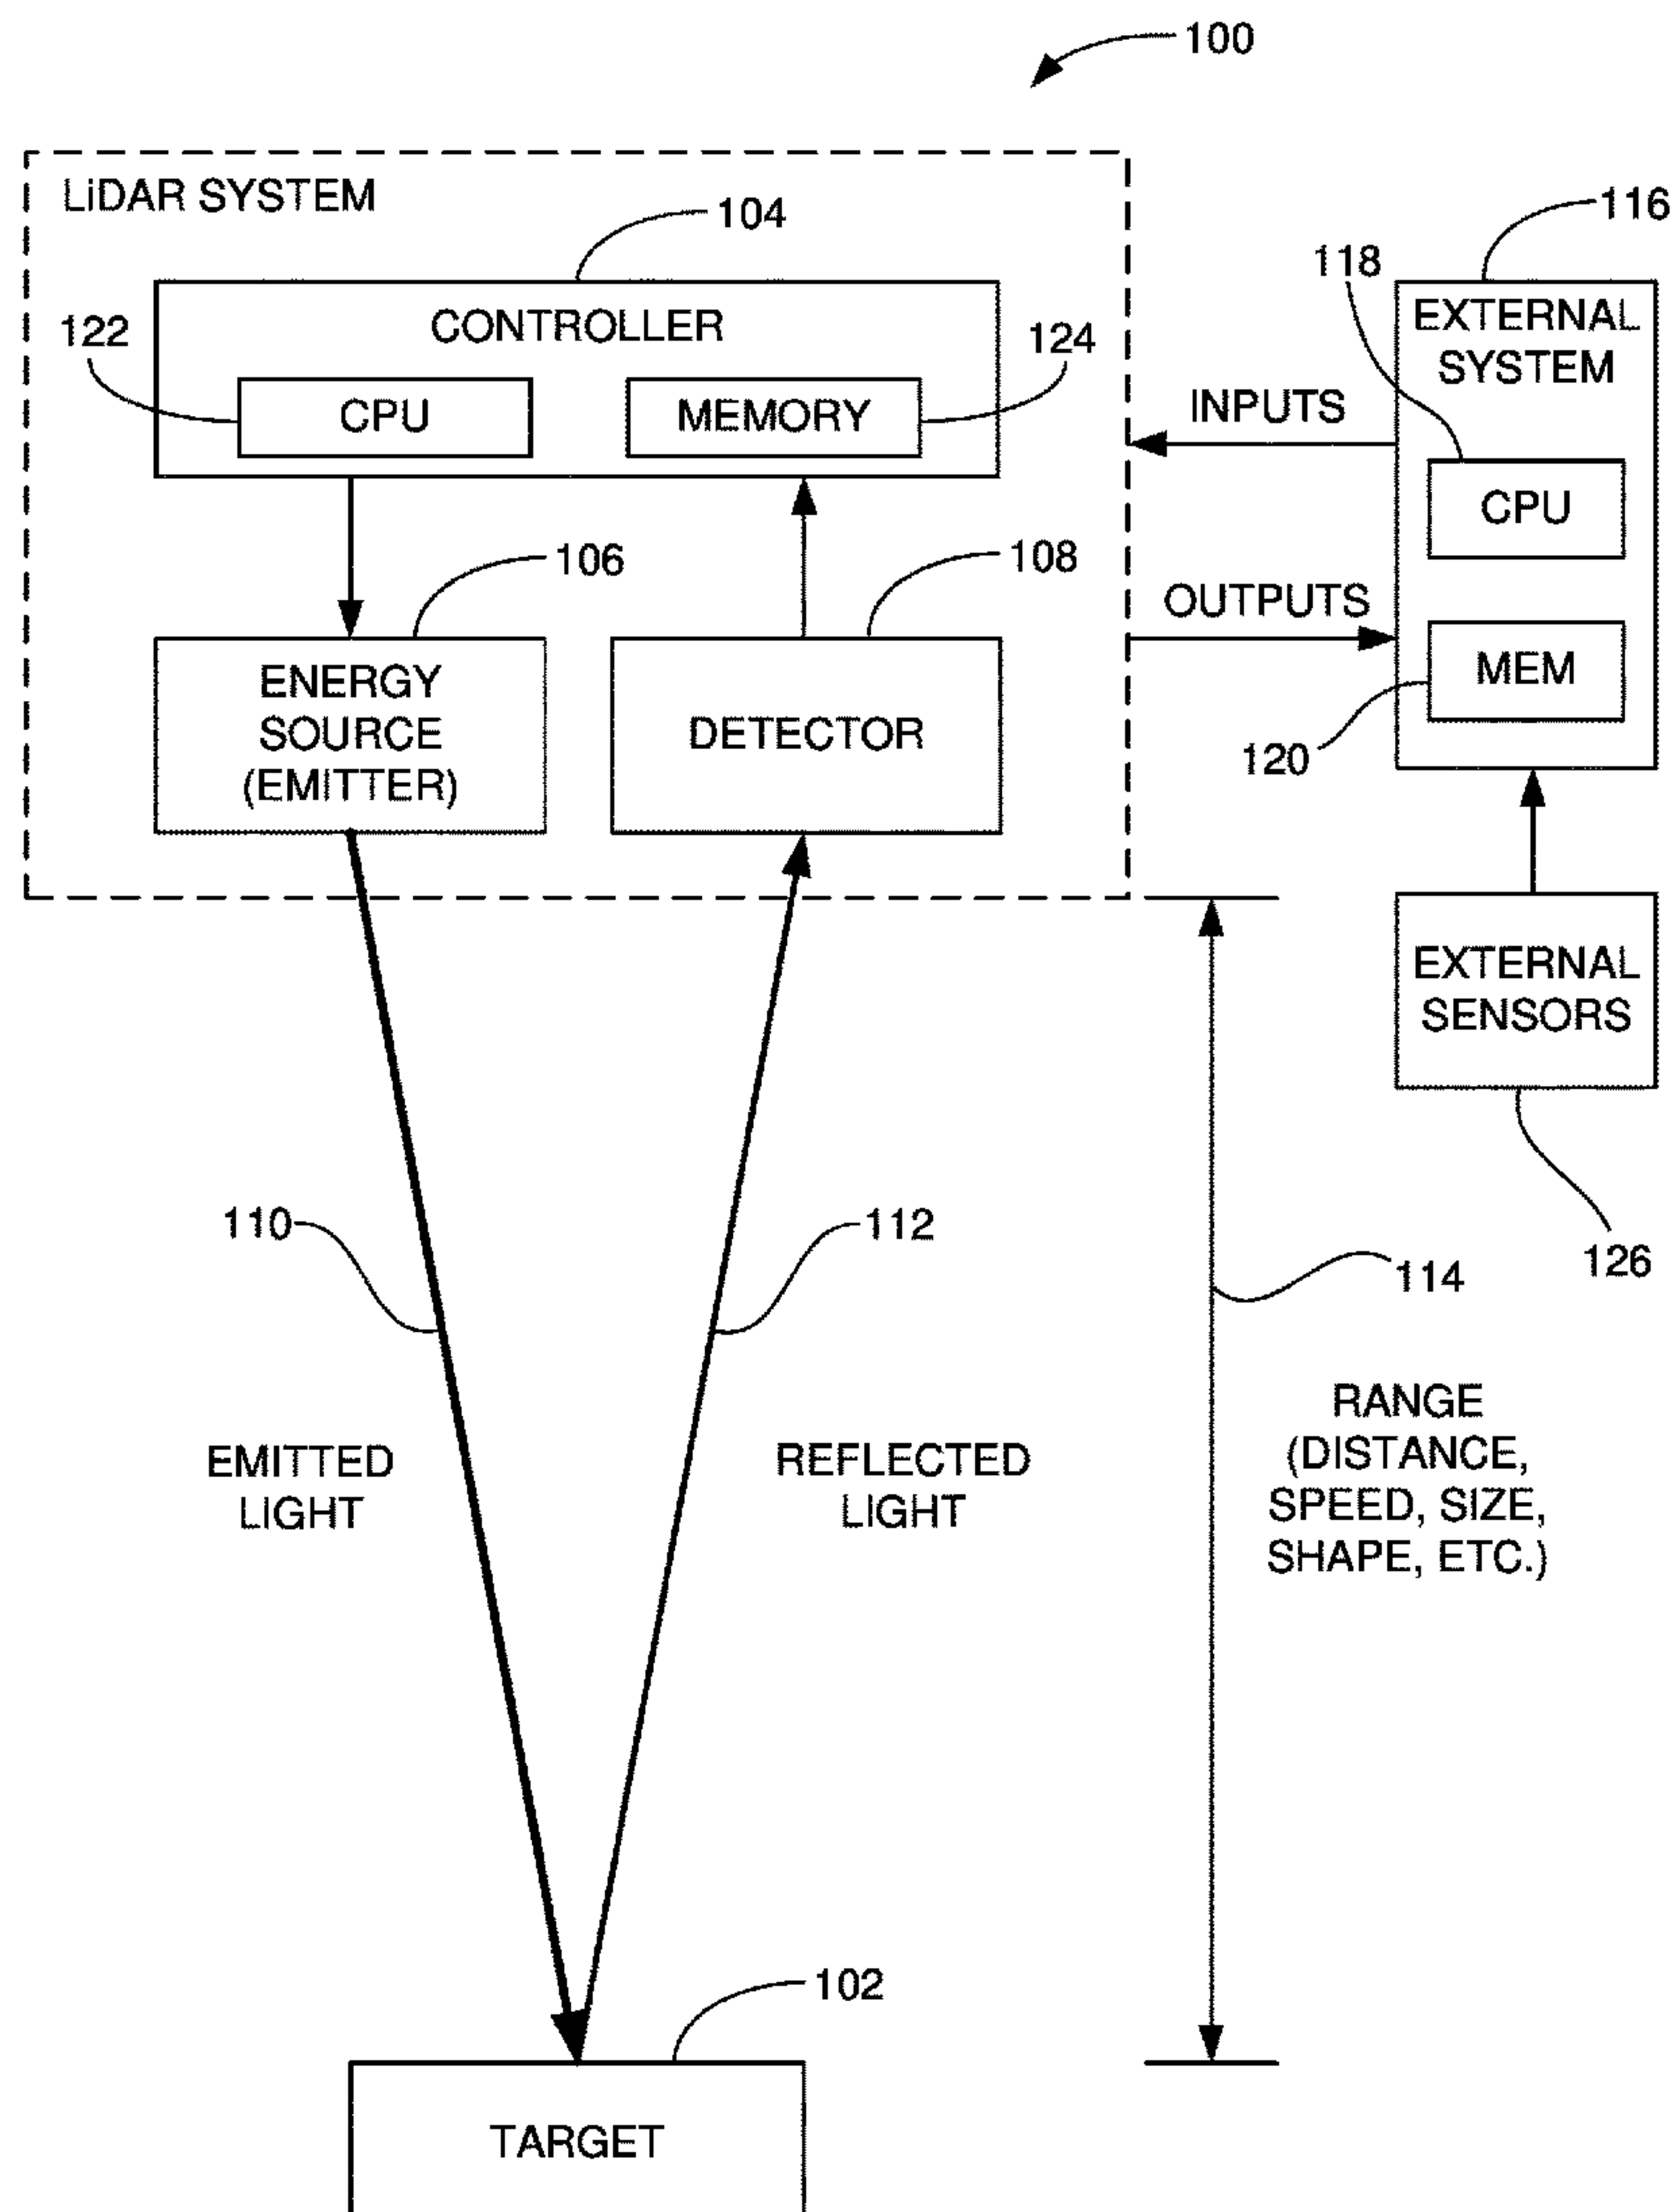 100
LiDAR SYSTEM
104
116
118
CONTROLLER
122
124
CPU
MEMORY
EXTERNAL
SYSTEM
INPUTS
CPU
106
108
OUTPUTS
MEM
120
ENERGY
SOURCE
(EMITTER)
DETECTOR
EXTERNAL
SENSORS
126
110
112
114
EMITTED
LIGHT
REFLECTED
LIGHT
RANGE
(DISTANCE,
SPEED, SIZE,
SHAPE, ETC.)
102
TARGET